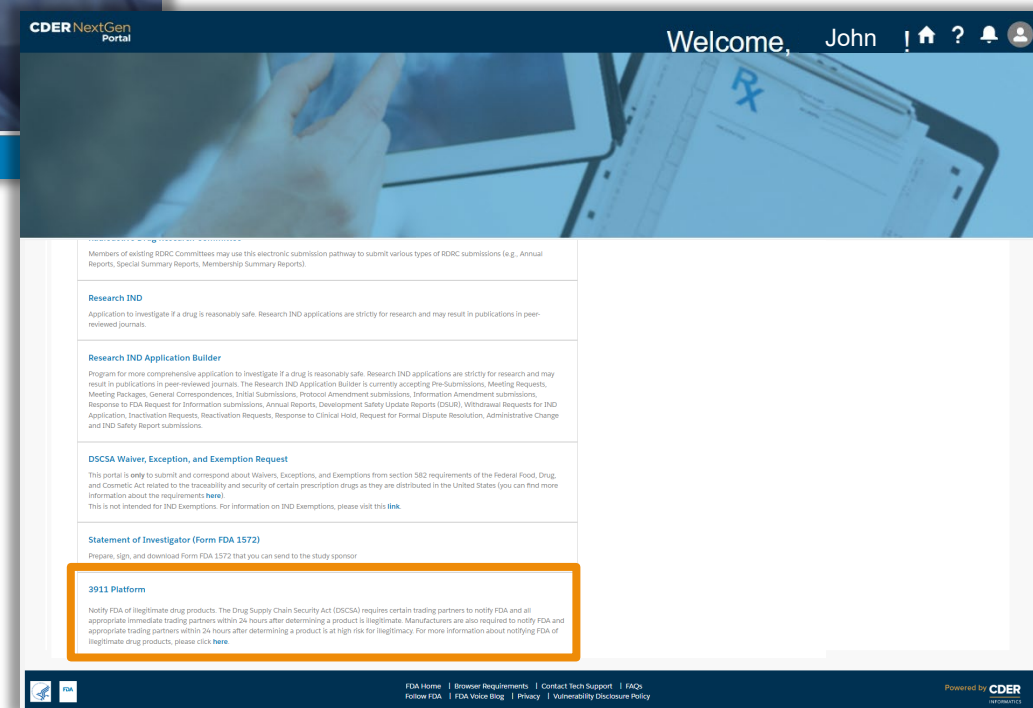 CDER NextGen
Portal
Welcome, John !
?
Rx
Members of existing RDRC Committees may use this electronic submission pathway to submit various types of RDRC submissions (e.g., Annual
Reports, Special Summary Reports, Membership Summary Reports).
Research IND
Application to investigate if a drug is reasonably safe. Research IND applications are strictly for research and may result in publications in peer-
reviewed journals.
Research IND Application Builder
Program for more comprehensive application to investigate if a drug is reasonably safe. Research IND applications are strictly for research and may
result in publications in peer-reviewed journals. The Research IND Application Builder is currently accepting Pre-Submissions, Meeting Requests,
Meeting Packages, General Correspondences, Initial Submissions, Protocol Amendment submissions, Information Amendment submissions,
Response to FDA Request for Information submissions, Annual Reports, Development Safety Update Reports (DSUR), Withdrawal Requests for IND
Application, Inactivation Requests, Reactivation Requests, Response to Clinical Hold, Request for Formal Dispute Resolution, Administrative Change
and IND Safety Report submissions.
DSCSA Waiver, Exception, and Exemption Request
This portal is only to submit and correspond about Waivers, Exceptions, and Exemptions from section 582 requirements of the Federal Food, Drug,
and Cosmetic Act related to the traceability and security of certain prescription drugs as they are distributed in the United States (you can find more
information about the requirements here).
This is not intended for IND Exemptions. For information on IND Exemptions, please visit this link.
Statement of Investigator (Form FDA 1572)
Prepare, sign, and download Form FDA 1572 that you can send to the study sponsor
3911 Platform
Notify FDA of illegitimate drug products. The Drug Supply Chain Security Act (DSCSA) requires certain trading partners to notify FDA and all
appropriate immediate trading partners within 24 hours after determining a product is illegitimate. Manufacturers are also required to notify FDA and
appropriate trading partners within 24 hours after determining a product is at high risk for illegitimacy. For more information about notifying FDA of
illegitimate drug products, please click here.
FDA
FDA Home | Browser Requirements | Contact Tech Support | FAQs
Follow FDA | FDA Voice Blog | Privacy | Vulnerability Disclosure Policy
Powered by CDER
INFORMATICS